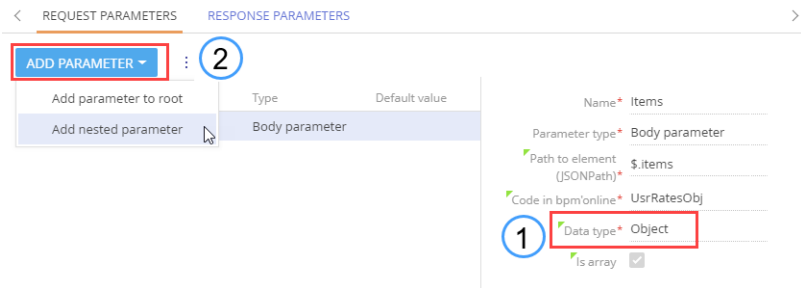 REQUEST PARAMETERS RESPONSE PARAMETERS
ADD PARAMETER 2
Add parameter to root
Add nested parameter
Type Default value
Body parameter
Name* Items
Parameter type* Body parameter
Path to element
(JSONPath)* $.items
Code in bpm'online* UsrRatesObj
1 Data type* Object
Is array